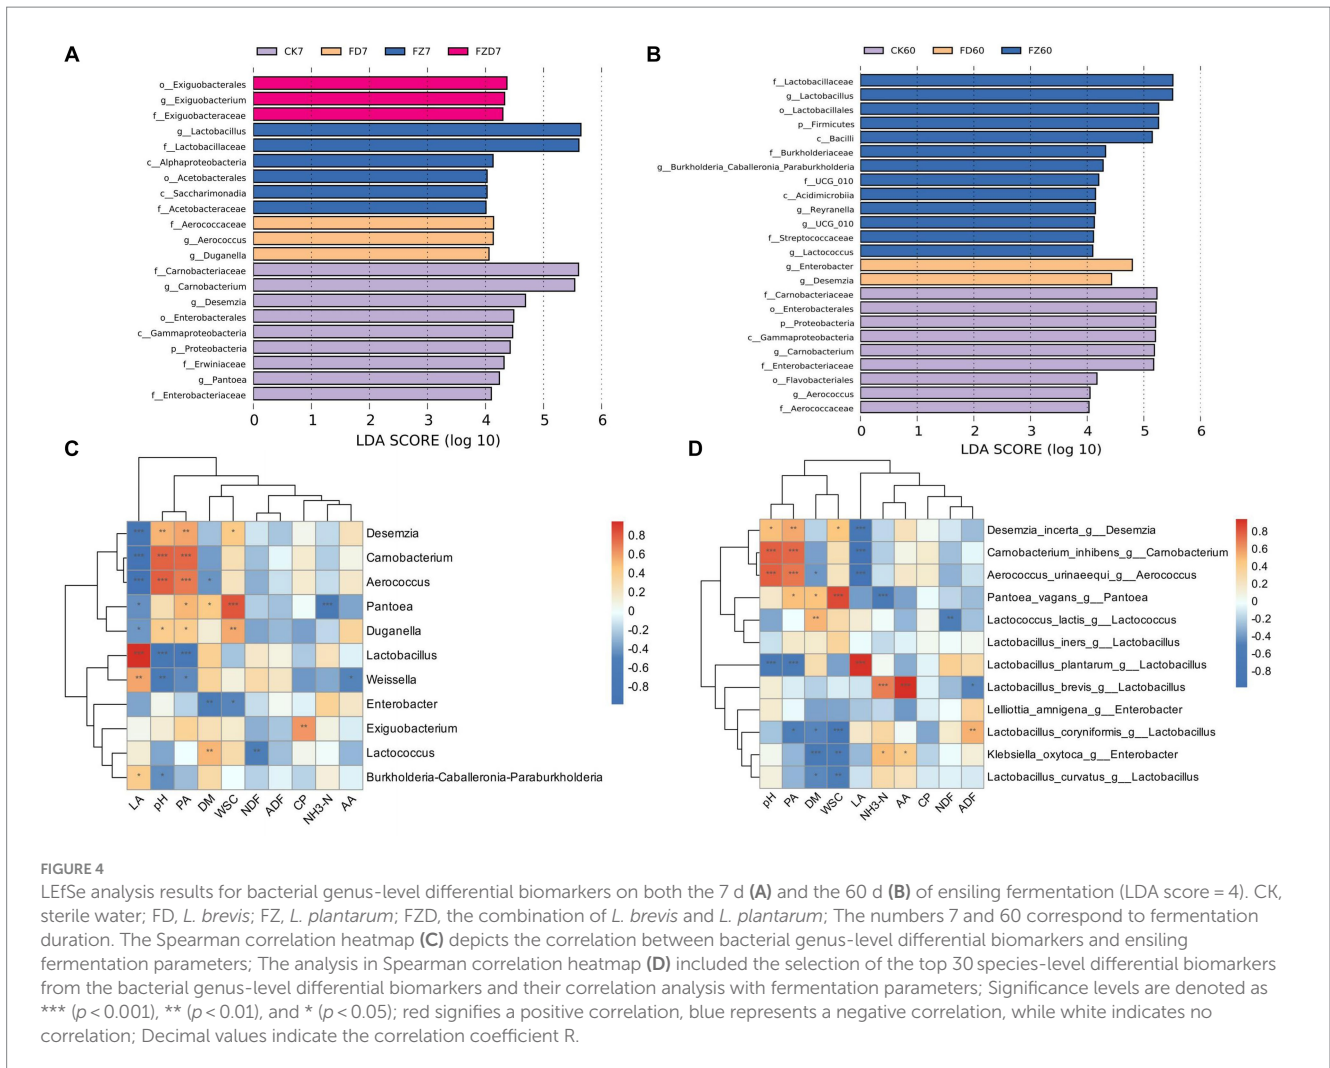 A
CK7 FD7 FZ7 FZD7
o__Exiguobacterales
g__Exiguobacterium
f__Exiguobacteraceae
g__Lactobacillus
f__Lactobacillaceae
c__Alphaproteobacteria
o__Acetobacterales
c__Saccharimonadia
f__Acetobacteraceae
f__Aerococcaceae
g__Aerococcus
g__Duganella
f__Carnobacteriaceae
g__Carnobacterium
g__Desemzia
o__Enterobacterales
c__Gammaproteobacteria
p__Proteobacteria
f__Erwiniaceae
g__Pantoea
f__Enterobacteriaceae
0 1 2 3 4 5 6
LDA SCORE (log 10)
B
CK60 FD60 FZ60
f__Lactobacillaceae
g__Lactobacillus
o__Lactobacillales
p__Firmicutes
c__Bacilli
f__Burkholderiaceae
g__Burkholderia_Caballeronia_Paraburkholderia
f__UCG_010
c__Acidimicrobiia
g__Reyranella
g__UCG_010
f__Streptococcaceae
g__Lactococcus
g__Enterobacter
g__Desemzia
f__Carnobacteriaceae
o__Enterobacterales
p__Proteobacteria
c__Gammaproteobacteria
g__Carnobacterium
f__Enterobacteriaceae
o__Flavobacteriales
g__Aerococcus
f__Aerococcaceae
0 1 2 3 4 5 6
LDA SCORE (log 10)
C
*** ** ** * Desemzia
*** *** *** Carnobacterium
*** *** *** * Aerococcus
* * * *** *** Pantoea
* * * ** Duganella
*** *** *** Lactobacillus
** ** * * Weissella
** * Enterobacter
** Exiguobacterium
** ** Lactococcus
* * Burkholderia-Caballeronia-Paraburkholderia
LA pH PA DM WSC NDF ADF CP NH3-N AA
0.8
0.6
0.4
0.2
0
-0.2
-0.4
-0.6
-0.8
D
* ** * *** Desemzia_incerta_g__Desemzia
*** *** *** Carnobacterium_inhibens_g__Carnobacterium
*** *** * *** Aerococcus_urinaeequi_g__Aerococcus
* * *** *** Pantoea_vagans_g__Pantoea
** ** Lactococcus_lactis_g__Lactococcus
Lactobacillus_iners_g__Lactobacillus
*** *** *** Lactobacillus_plantarum_g__Lactobacillus
*** *** * Lactobacillus_brevis_g__Lactobacillus
Lelliottia_amnigena_g__Enterobacter
* * *** ** Lactobacillus_coryniformis_g__Lactobacillus
*** ** * * Klebsiella_oxytoca_g__Enterobacter
* ** Lactobacillus_curvatus_g__Lactobacillus
pH PA DM WSC LA NH3-N AA CP NDF ADF
0.8
0.6
0.4
0.2
0
-0.2
-0.4
-0.6
-0.8
FIGURE 4
LEfSe analysis results for bacterial genus-level differential biomarkers on both the 7 d (A) and the 60 d (B) of ensiling fermentation (LDA score = 4). CK,
sterile water; FD, L. brevis; FZ, L. plantarum; FZD, the combination of L. brevis and L. plantarum; The numbers 7 and 60 correspond to fermentation
duration. The Spearman correlation heatmap (C) depicts the correlation between bacterial genus-level differential biomarkers and ensiling
fermentation parameters; The analysis in Spearman correlation heatmap (D) included the selection of the top 30 species-level differential biomarkers
from the bacterial genus-level differential biomarkers and their correlation analysis with fermentation parameters; Significance levels are denoted as
*** (p < 0.001), ** (p < 0.01), and * (p < 0.05); red signifies a positive correlation, blue represents a negative correlation, while white indicates no
correlation; Decimal values indicate the correlation coefficient R.